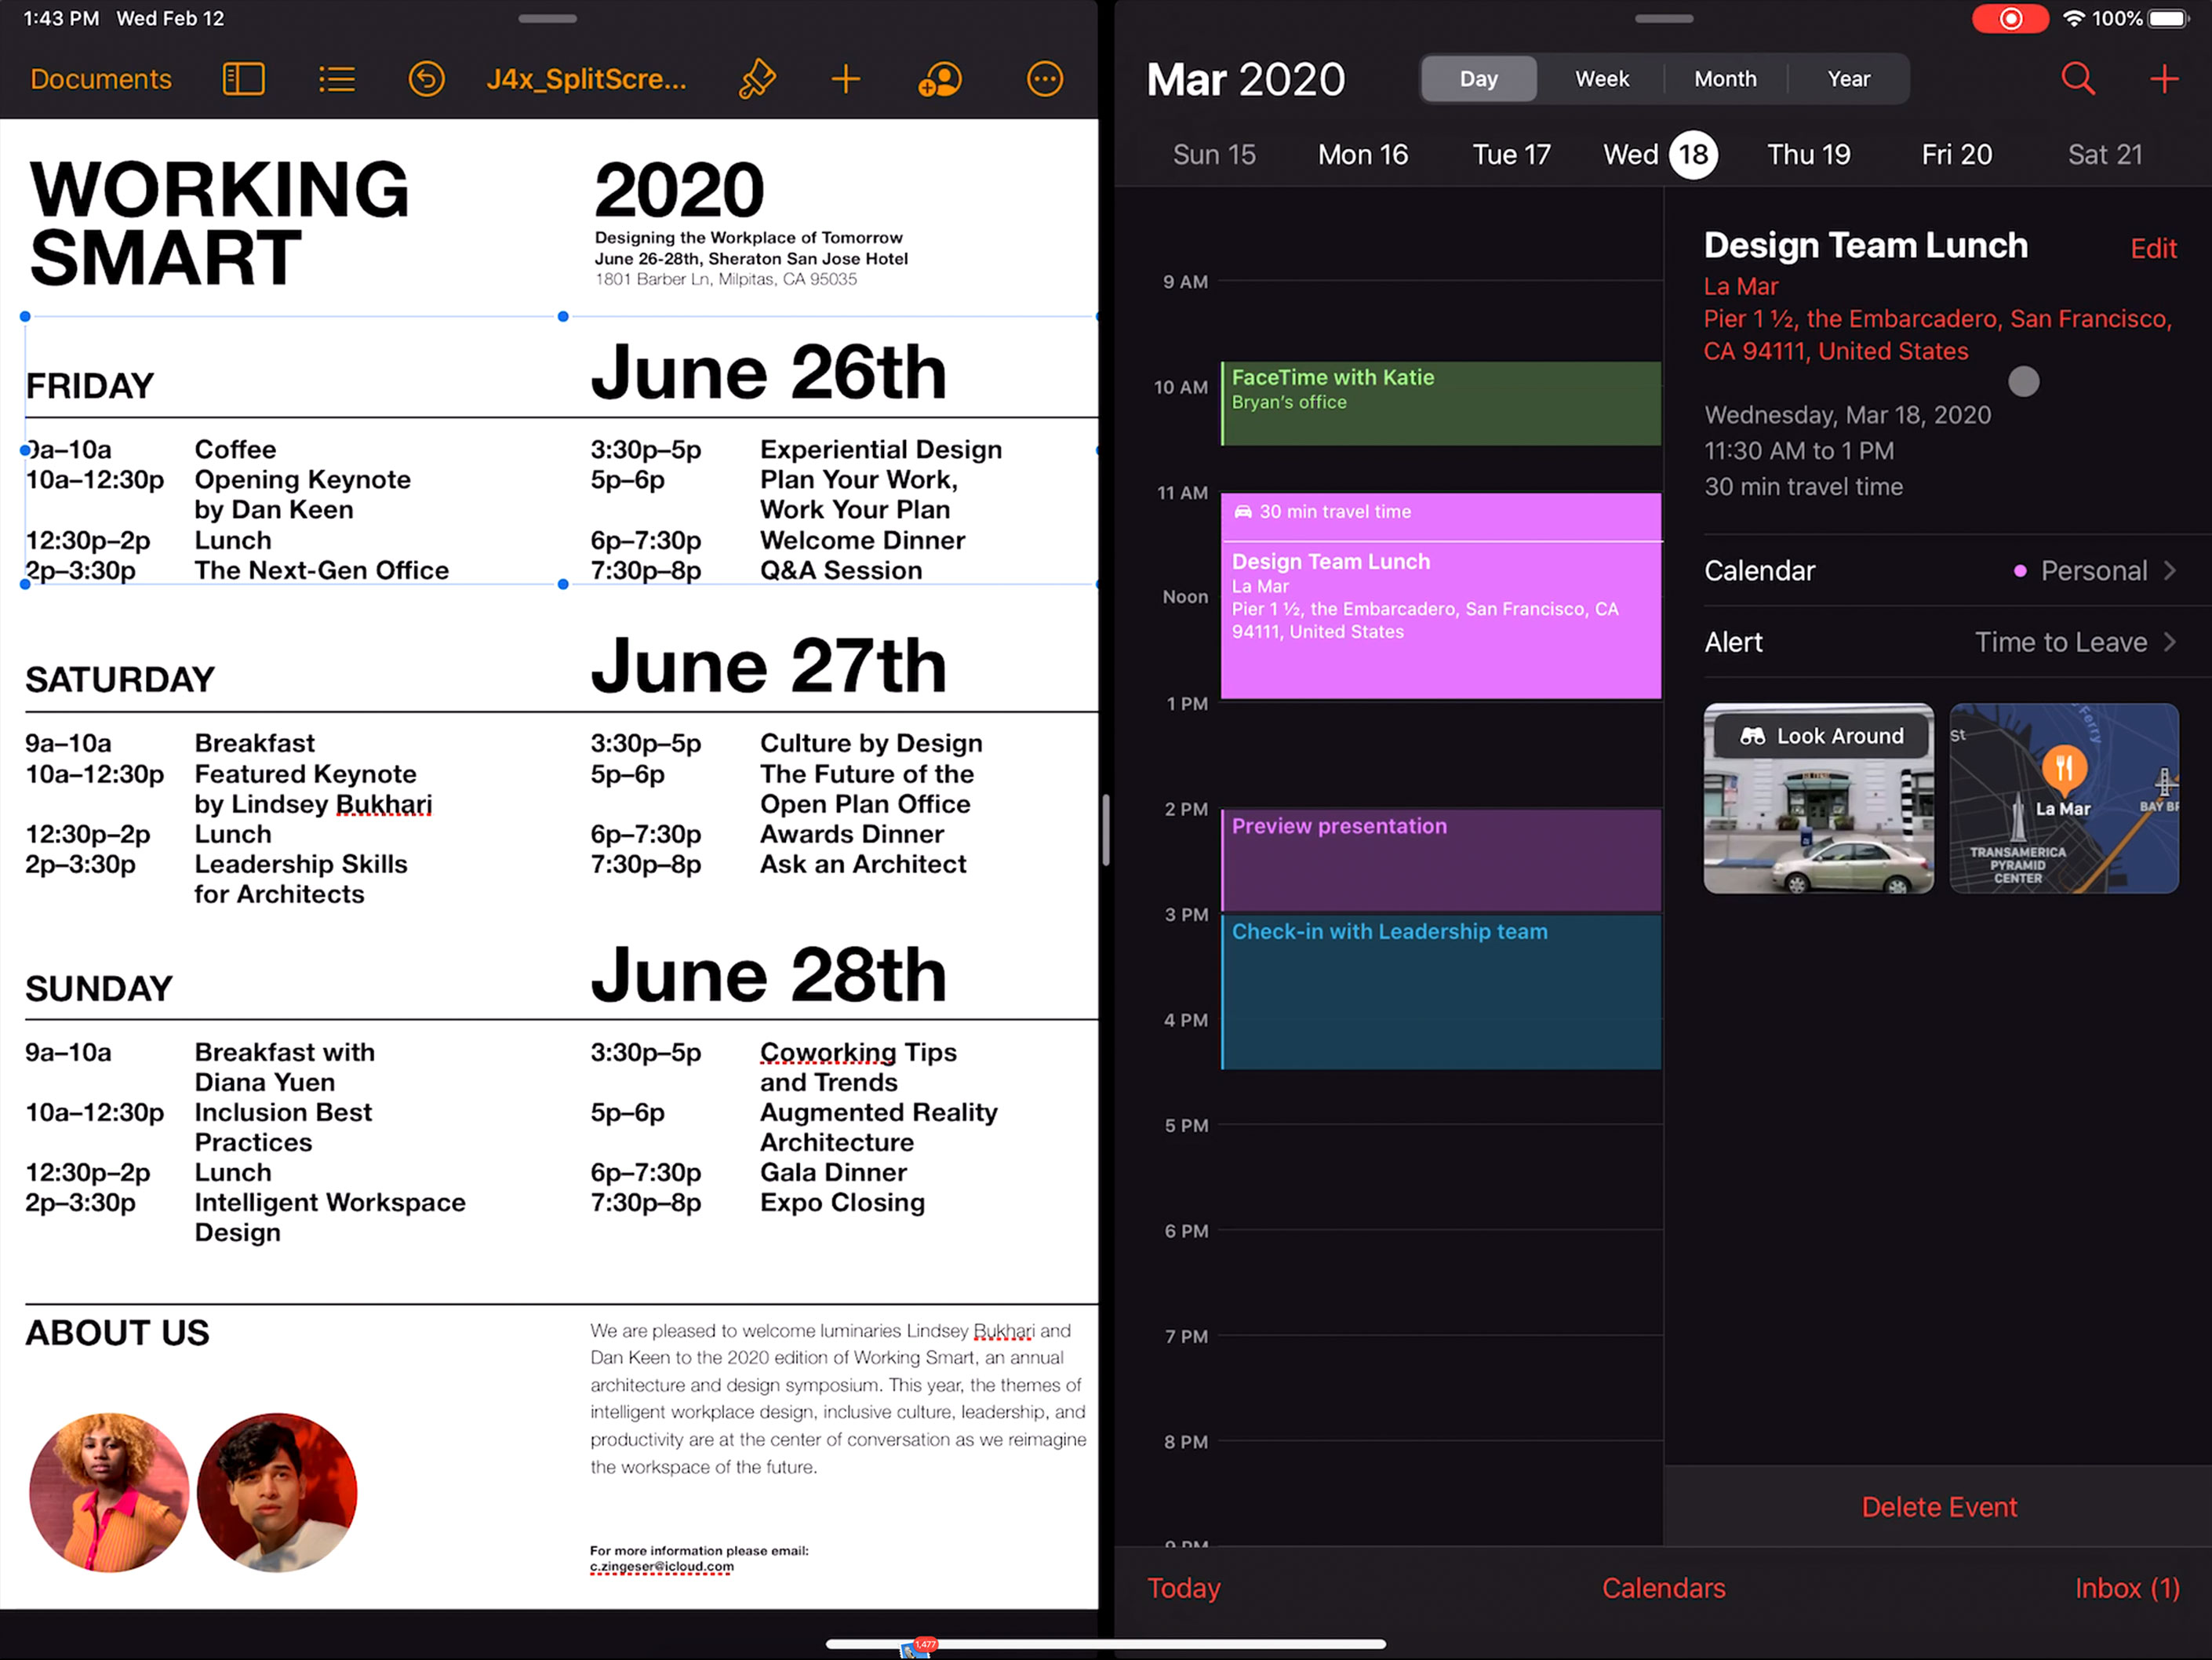 1:43 PM Wed Feb 12
Documents
J4x_SplitScre...
WORKING
SMART
2020
Designing the Workplace of Tomorrow
June 26-28th, Sheraton San Jose Hotel
1801 Barber Ln, Milpitas, CA 95035
FRIDAY
June 26th
9a–10a Coffee
10a–12:30p Opening Keynote
by Dan Keen
12:30p–2p Lunch
2p–3:30p The Next-Gen Office
3:30p–5p Experiential Design
5p–6p Plan Your Work,
Work Your Plan
6p–7:30p Welcome Dinner
7:30p–8p Q&A Session
SATURDAY
June 27th
9a–10a Breakfast
10a–12:30p Featured Keynote
by Lindsey Bukhari
12:30p–2p Lunch
2p–3:30p Leadership Skills
for Architects
3:30p–5p Culture by Design
5p–6p The Future of the
Open Plan Office
6p–7:30p Awards Dinner
7:30p–8p Ask an Architect
SUNDAY
June 28th
9a–10a Breakfast with
Diana Yuen
10a–12:30p Inclusion Best
Practices
12:30p–2p Lunch
2p–3:30p Intelligent Workspace
Design
3:30p–5p Coworking Tips
and Trends
5p–6p Augmented Reality
Architecture
6p–7:30p Gala Dinner
7:30p–8p Expo Closing
ABOUT US
We are pleased to welcome luminaries Lindsey Bukhari and
Dan Keen to the 2020 edition of Working Smart, an annual
architecture and design symposium. This year, the themes of
intelligent workplace design, inclusive culture, leadership, and
productivity are at the center of conversation as we reimagine
the workspace of the future.
For more information please email:
c.zingeser@icloud.com
1,477
100%
Mar 2020
Day Week Month Year
Sun 15 Mon 16 Tue 17 Wed 18 Thu 19 Fri 20 Sat 21
9 AM
10 AM
FaceTime with Katie
Bryan's office
11 AM
30 min travel time
Design Team Lunch
La Mar
Noon
Pier 1 ½, the Embarcadero, San Francisco, CA
94111, United States
1 PM
2 PM
Preview presentation
3 PM
Check-in with Leadership team
4 PM
5 PM
6 PM
7 PM
8 PM
9 PM
Design Team Lunch
Edit
La Mar
Pier 1 ½, the Embarcadero, San Francisco,
CA 94111, United States
Wednesday, Mar 18, 2020
11:30 AM to 1 PM
30 min travel time
Calendar Personal
Alert Time to Leave
Look Around
St
Ferry
La Mar
BAY BR
TRANSAMERICA
PYRAMID
CENTER
Delete Event
Today Calendars Inbox (1)